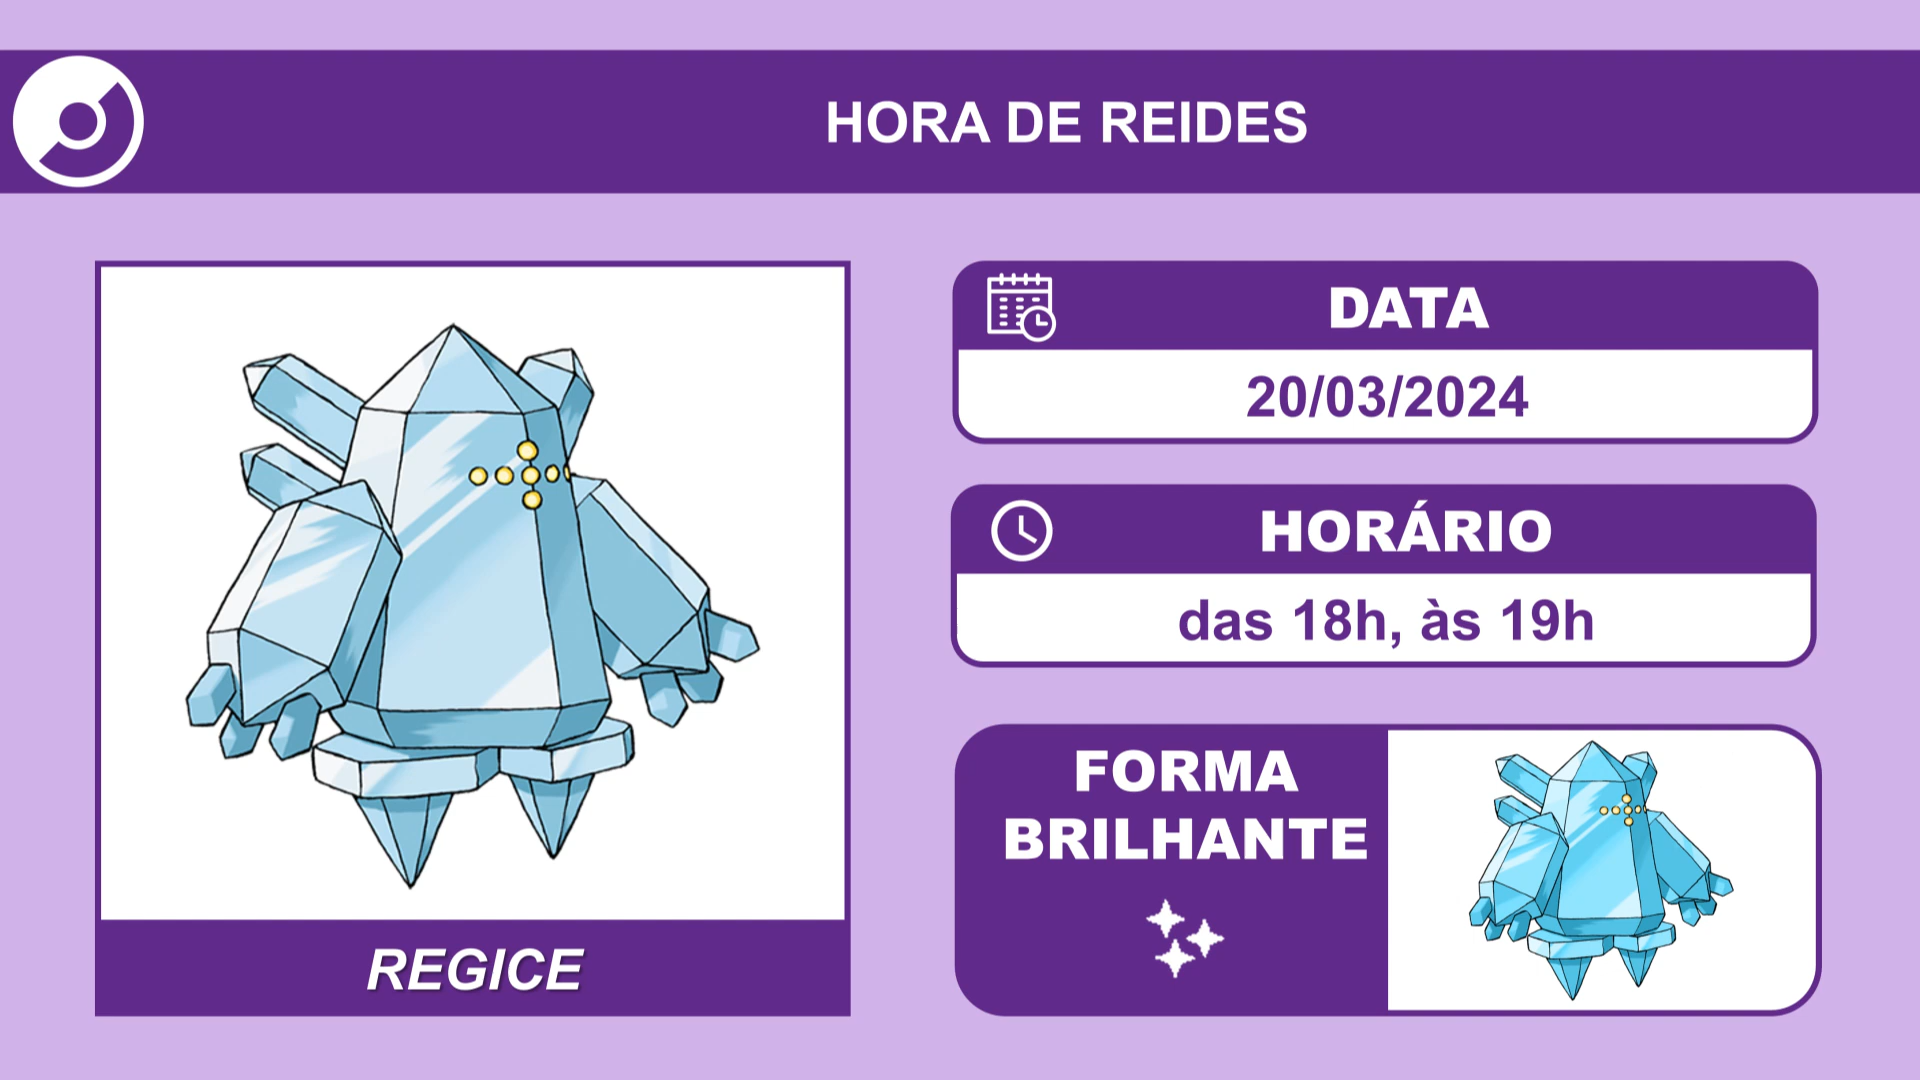 HORA DE REIDES
REGICE
DATA
20/03/2024
HORÁRIO
das 18h, às 19h
FORMA
BRILHANTE